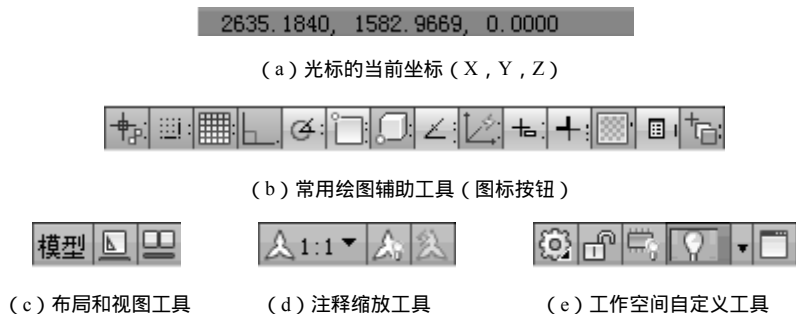 2635.1840, 1582.9669, 0.0000
（a）光标的当前坐标（X，Y，Z）
（b）常用绘图辅助工具（图标按钮）
模型
1:1
（c）布局和视图工具
（d）注释缩放工具
（e）工作空间自定义工具